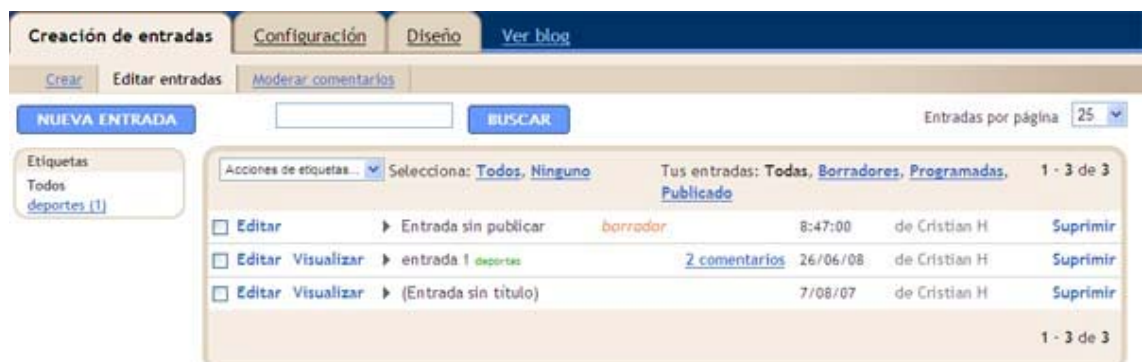 Creación de entradas Configuración Diseño Ver blog
Crear Editar entradas Moderar comentarios
NUEVA ENTRADA BUSCAR Entradas por página 25
Etiquetas
Todos
deportes (1)
Acciones de etiquetas... Selecciona: Todos, Ninguno Tus entradas: Todas, Borradores, Programadas, 1 - 3 de 3
Publicado
Editar Entrada sin publicar borrador 8:47:00 de Cristian H Suprimir
Editar Visualizar entrada 1 deportes 2 comentarios 26/06/08 de Cristian H Suprimir
Editar Visualizar (Entrada sin título) 7/08/07 de Cristian H Suprimir
1 - 3 de 3